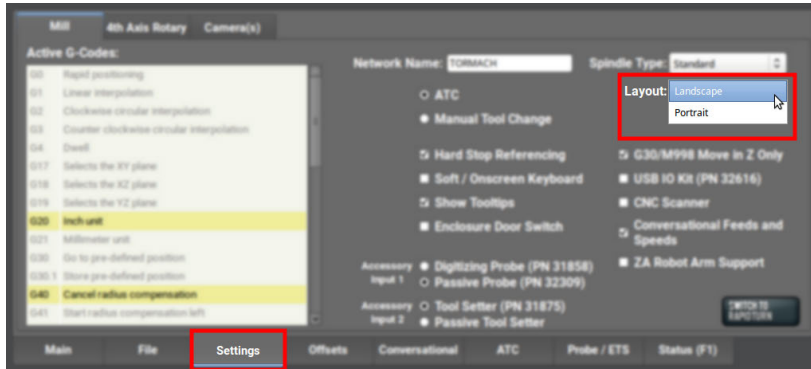 Mill 4th Axis Rotary Camera(s)
Active G-Codes:
G0 Rapid positioning
G1 Linear interpolation
G2 Clockwise circular interpolation
G3 Counter clockwise circular interpolation
G4 Dwell
G17 Selects the XY plane
G18 Selects the XZ plane
G19 Selects the YZ plane
G20 Inch unit
G21 Millimeter unit
G30 Go to pre-defined position
G30.1 Store pre-defined position
G40 Cancel radius compensation
G41 Start radius compensation left
Network Name: TORMACH
ATC
Manual Tool Change
Hard Stop Referencing
Soft / Onscreen Keyboard
Show Tooltips
Enclosure Door Switch
Accessory Input 1
Digitizing Probe (PN 31858)
Passive Probe (PN 32309)
Accessory Input 2
Tool Setter (PN 31875)
Passive Tool Setter
Spindle Type: Standard
Layout: Landscape
Portrait
G30/M998 Move in Z Only
USB IO Kit (PN 32616)
CNC Scanner
Conversational Feeds and
Speeds
ZA Robot Arm Support
SWITCH TO
RAPIDTURN
Main File Settings Offsets Conversational ATC Probe / ETS Status (F1)